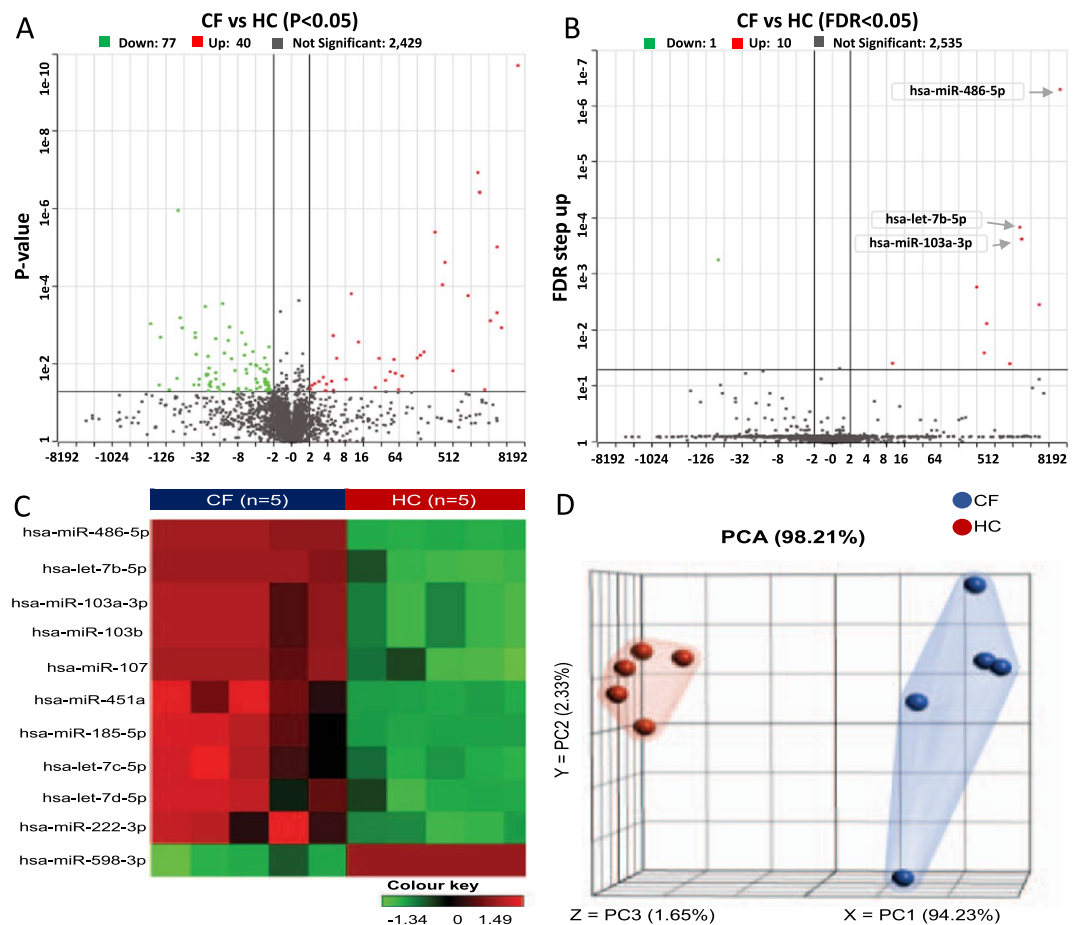 A
CF vs HC (P<0.05)
Down: 77 Up: 40 Not Significant: 2,429
P-value
1e-10
1e-8
1e-6
1e-4
1e-2
1
-8192 -1024 -126 -32 -8 -2 -0 2 4 8 16 64 512 8192
B
CF vs HC (FDR<0.05)
Down: 1 Up: 10 Not Significant: 2,535
FDR step up
1e-7
1e-6
1e-5
1e-4
1e-3
1e-2
1e-1
1
hsa-miR-486-5p
hsa-let-7b-5p
hsa-miR-103a-3p
-8192 -1024 -126 -32 -8 -2 -0 2 4 8 16 64 512 8192
C
CF (n=5) HC (n=5)
hsa-miR-486-5p
hsa-let-7b-5p
hsa-miR-103a-3p
hsa-miR-103b
hsa-miR-107
hsa-miR-451a
hsa-miR-185-5p
hsa-let-7c-5p
hsa-let-7d-5p
hsa-miR-222-3p
hsa-miR-598-3p
Colour key
-1.34 0 1.49
D
CF
HC
PCA (98.21%)
Y = PC2 (2.33%)
Z = PC3 (1.65%) X = PC1 (94.23%)